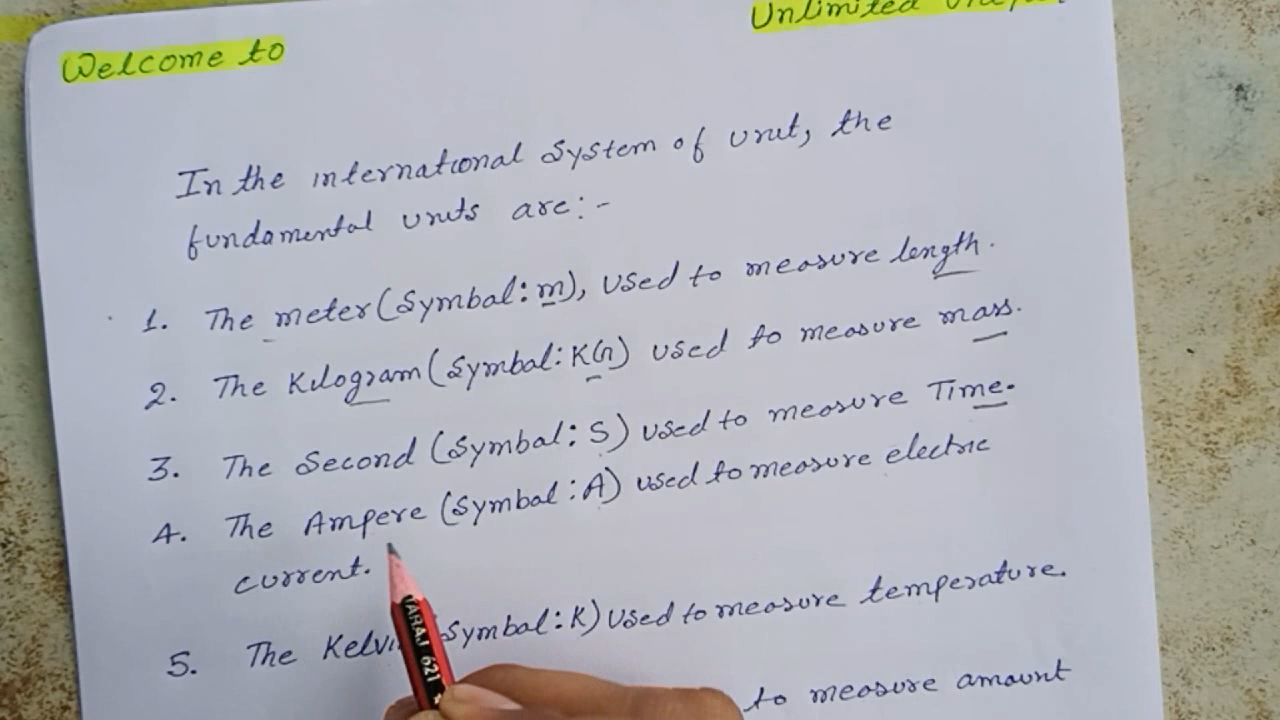 Welcome to
Unlimited
In the international System of unit, the
fundamental units are:-
1. The meter (Symbal: m), Used to measure length.
2. The Kilogram (Symbal: KG) used to measure mass.
3. The Second (Symbal: S) used to measure Time.
4. The Ampere (Symbal: A) used to measure electric
current.
5. The Symbal: K) Used to measure temperature.
to measure amount
621